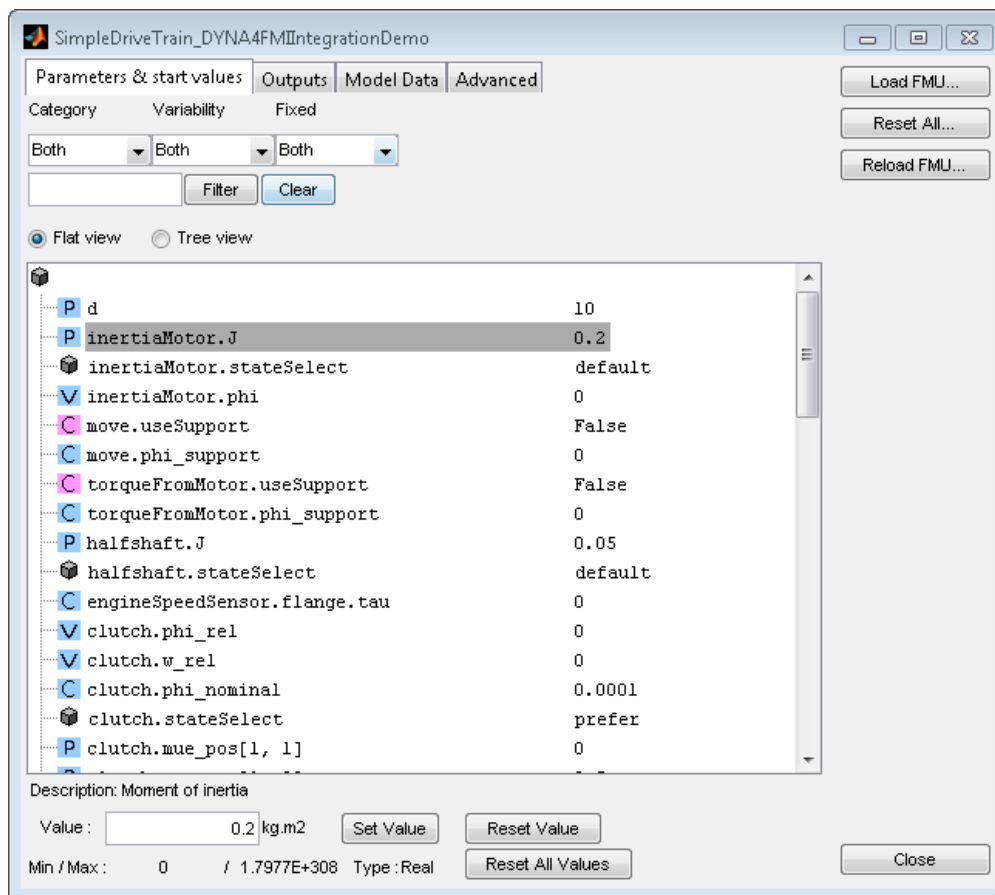 SimpleDriveTrain_DYNA4FMIIntegrationDemo
Parameters & start values Outputs Model Data Advanced
Load FMU...
Category Variability Fixed
Reset All...
Both Both Both
Reload FMU...
Filter Clear
Flat view Tree view
P d 10
P inertiaMotor.J 0.2
inertiaMotor.stateSelect default
V inertiaMotor.phi 0
C move.useSupport False
C move.phi_support 0
C torqueFromMotor.useSupport False
C torqueFromMotor.phi_support 0
P halfshaft.J 0.05
halfshaft.stateSelect default
C engineSpeedSensor.flange.tau 0
V clutch.phi_rel 0
V clutch.w_rel 0
C clutch.phi_nominal 0.0001
clutch.stateSelect prefer
P clutch.mue_pos[1, 1] 0
Description: Moment of inertia
Value : 0.2 kg.m2 Set Value Reset Value
Min / Max : 0 / 1.7977E+308 Type : Real Reset All Values
Close